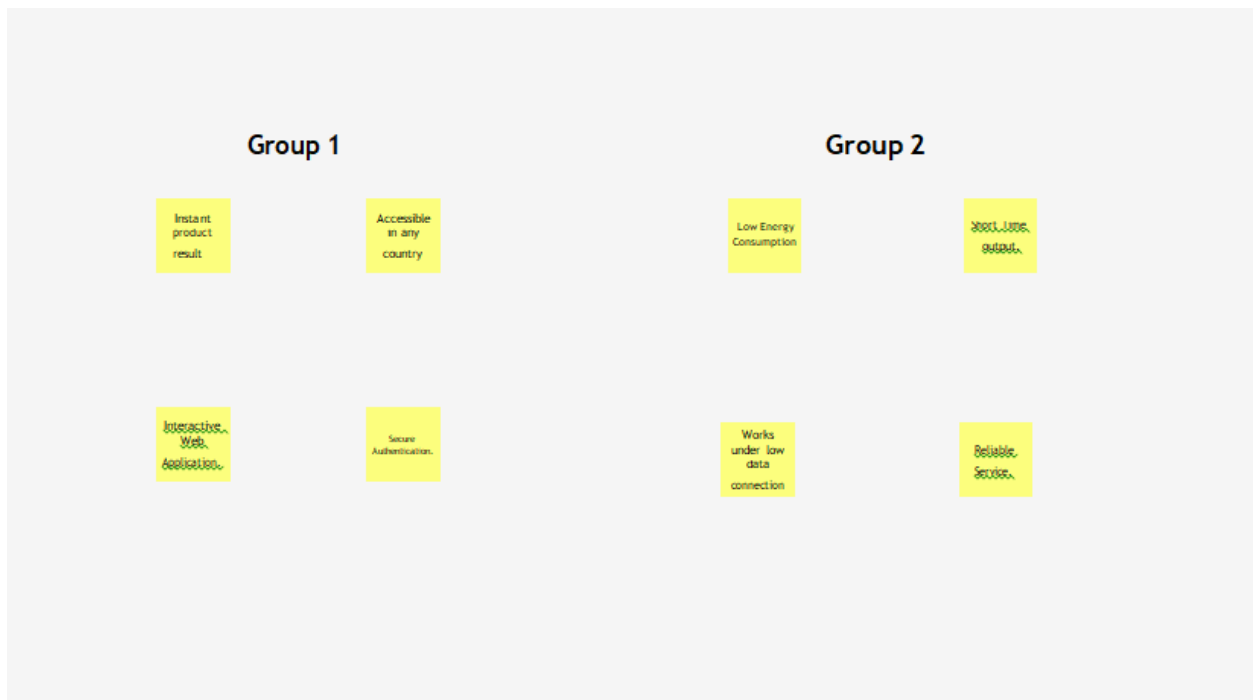 Group 1
Group 2
Instant
product
result
Accessible
in any
country
Low Energy
Consumption
Short time
output.
Interactive
Web
Application.
Secure
Authentication.
Works
under low
data
connection
Reliable
Service.